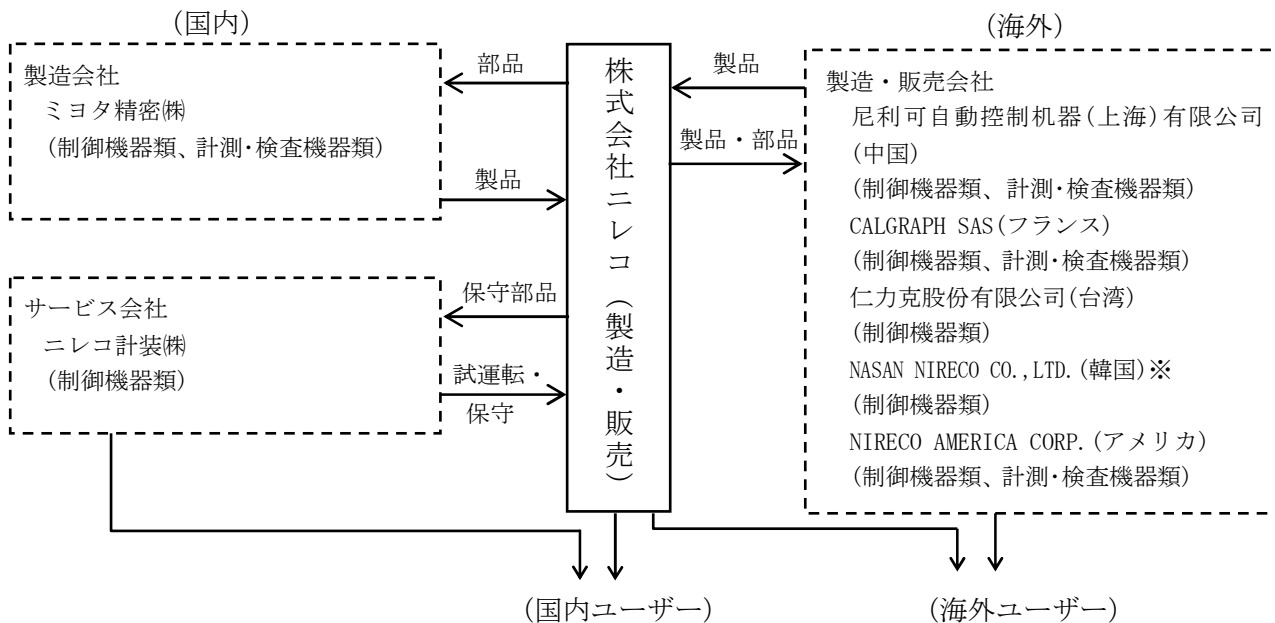 (国内)
製造会社
ミヨタ精密㈱
(制御機器類、計測・検査機器類)
部品
製品
サービス会社
ニレコ計装㈱
(制御機器類)
保守部品
試運転・
保守
株式会社ニレコ(製造・販売)
製品
製品・部品
(海外)
製造・販売会社
尼利可自動控制机器(上海)有限公司
(中国)
(制御機器類、計測・検査機器類)
CALGRAPH SAS(フランス)
(制御機器類、計測・検査機器類)
仁力克股份有限公司(台湾)
(制御機器類)
NASAN NIRECO CO.,LTD.(韓国)※
(制御機器類)
NIRECO AMERICA CORP.(アメリカ)
(制御機器類、計測・検査機器類)
(国内ユーザー)
(海外ユーザー)